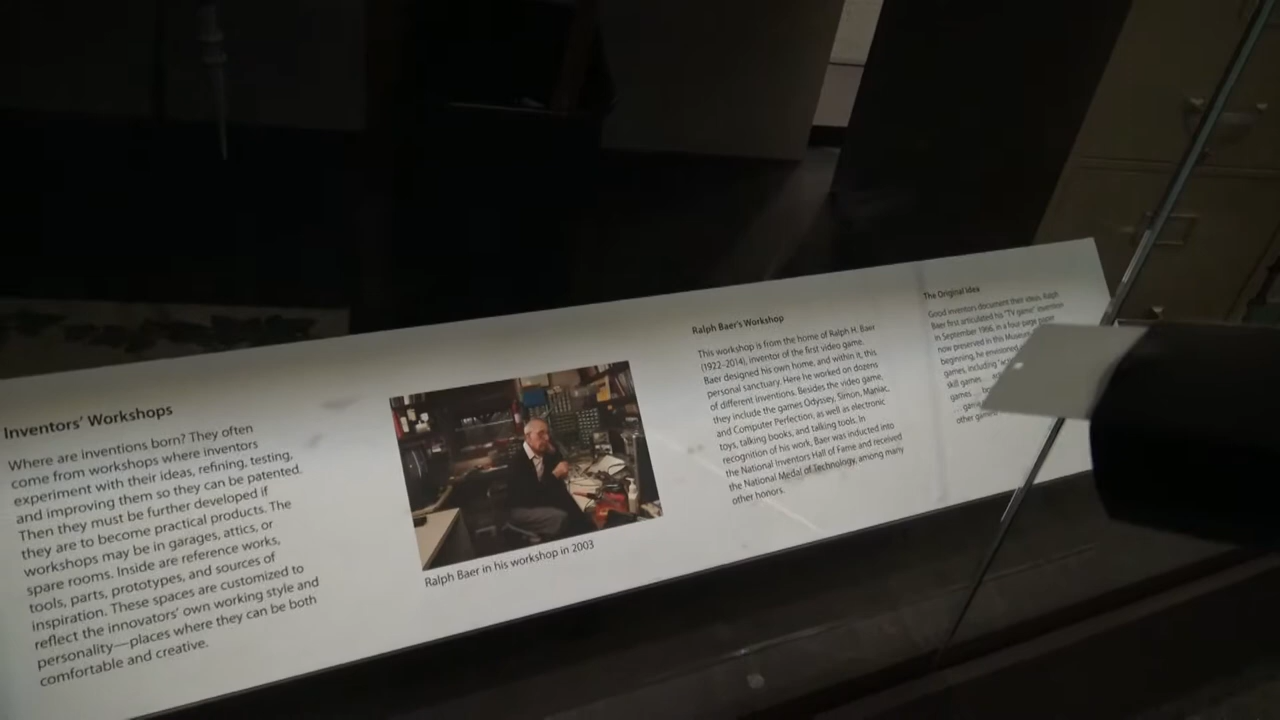 Inventors' Workshops
Where are inventions born? They often
come from workshops where inventors
experiment with their ideas, refining, testing,
and improving them so they can be patented.
Then they must be further developed if
they are to become practical products. The
workshops may be in garages, attics, or
spare rooms. Inside are reference works,
tools, parts, prototypes, and sources of
inspiration. These spaces are customized to
reflect the innovators' own working style and
personality—places where they can be both
comfortable and creative.
Ralph Baer in his workshop in 2003
Ralph Baer's Workshop
This workshop is from the home of Ralph H. Baer
(1922–2014), inventor of the first video game.
Baer designed his own home, and within it, this
personal sanctuary. Here he worked on dozens
of different inventions. Besides the video game,
they include the games Odyssey, Simon, Maniac,
and Computer Perfection, as well as electronic
toys, talking books, and talking tools. In
recognition of his work, Baer was inducted into
the National Inventors Hall of Fame and received
the National Medal of Technology, among many
other honors.
The Original Idea
Good inventors document their ideas. Ralph
Baer first articulated his "TV game" invention
in September 1966, in a four-page paper
now preserved in this Museum.
beginning, he envisioned
games, including
skill games
games
other